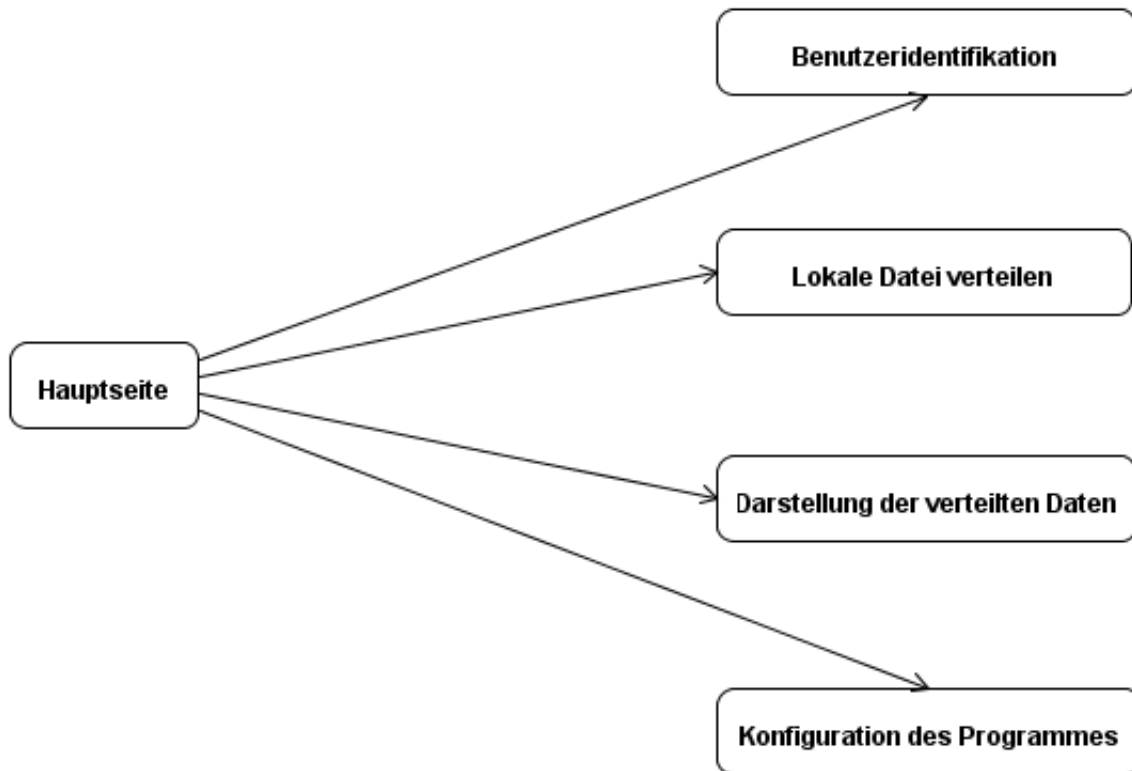 Benutzeridentifikation
Lokale Datei verteilen
Hauptseite
Darstellung der verteilten Daten
Konfiguration des Programmes